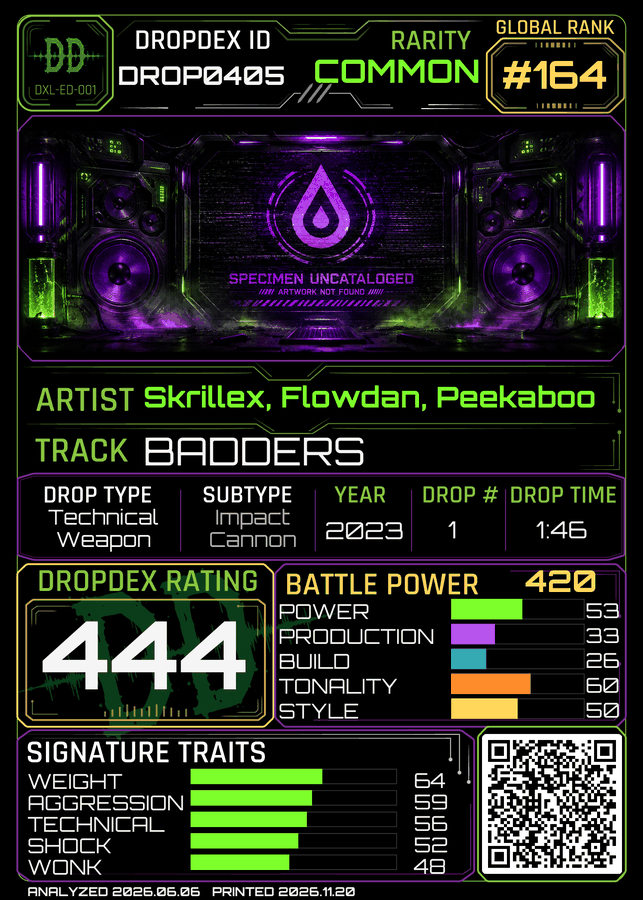 DD
DXL-ED-001
DROPDEX ID
DROP0405
RARITY
COMMON
GLOBAL RANK
#164
SPECIMEN UNCATALOGED
ARTWORK NOT FOUND
ARTIST Skrillex, Flowdan, Peekaboo
TRACK BADDERS
DROP TYPE
Technical
Weapon
SUBTYPE
Impact
Cannon
YEAR
2023
DROP #
1
DROP TIME
1:46
DROPDEX RATING
444
BATTLE POWER 420
POWER 53
PRODUCTION 33
BUILD 26
TONALITY 60
STYLE 50
SIGNATURE TRAITS
WEIGHT 64
AGGRESSION 59
TECHNICAL 56
SHOCK 52
WONK 48
ANALYZED 2026.06.06 PRINTED 2026.11.20